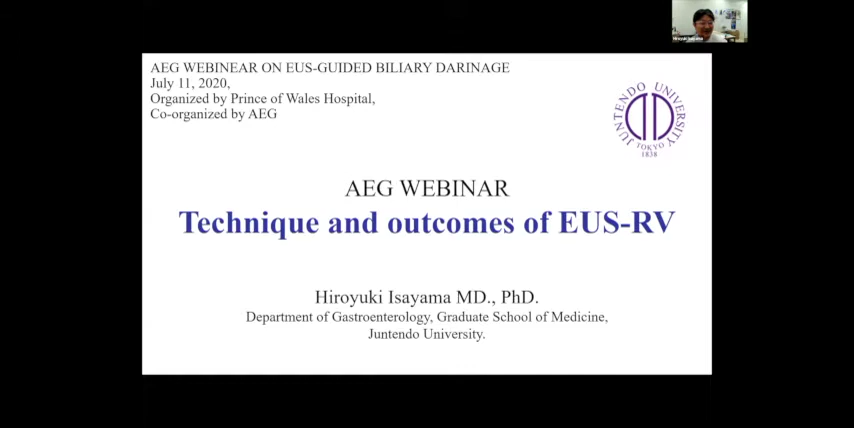 Hiroyuki Isayama
AEG WEBINEAR ON EUS-GUIDED BILIARY DARINAGE
July 11, 2020,
Organized by Prince of Wales Hospital,
Co-organized by AEG
JUNTENDO UNIVERSITY
TOKYO
1838
AEG WEBINAR
Technique and outcomes of EUS-RV
Hiroyuki Isayama MD., PhD.
Department of Gastroenterology, Graduate School of Medicine,
Juntendo University.